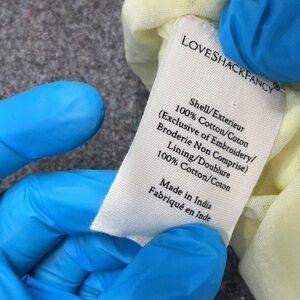 LoveShackFancy®
Shell/Exterieur
100% Cotton/Coton
(Exclusive of Embroidery/
Broderie Non Comprise)
Lining/Doublure
100% Cotton/Coton
Made in India
Fabriqué en Inde